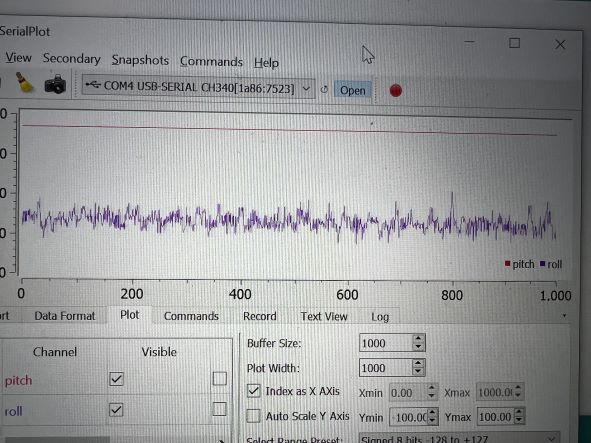 SerialPlot
View Secondary Snapshots Commands Help
COM4 USB-SERIAL CH340[1a86:7523] Open
0
0
0
0
0
pitch roll
0 200 400 600 800 1.000
rt Data Format Plot Commands Record Text View Log
Channel Visible
pitch
roll
Buffer Size: 1000
Plot Width: 1000
Index as X AXis Xmin 0.00 Xmax 1000.0
Auto Scale Y Axis Ymin -100.0 Ymax 100.00
Select Range Preset: Signed 8 bits -128 to +127